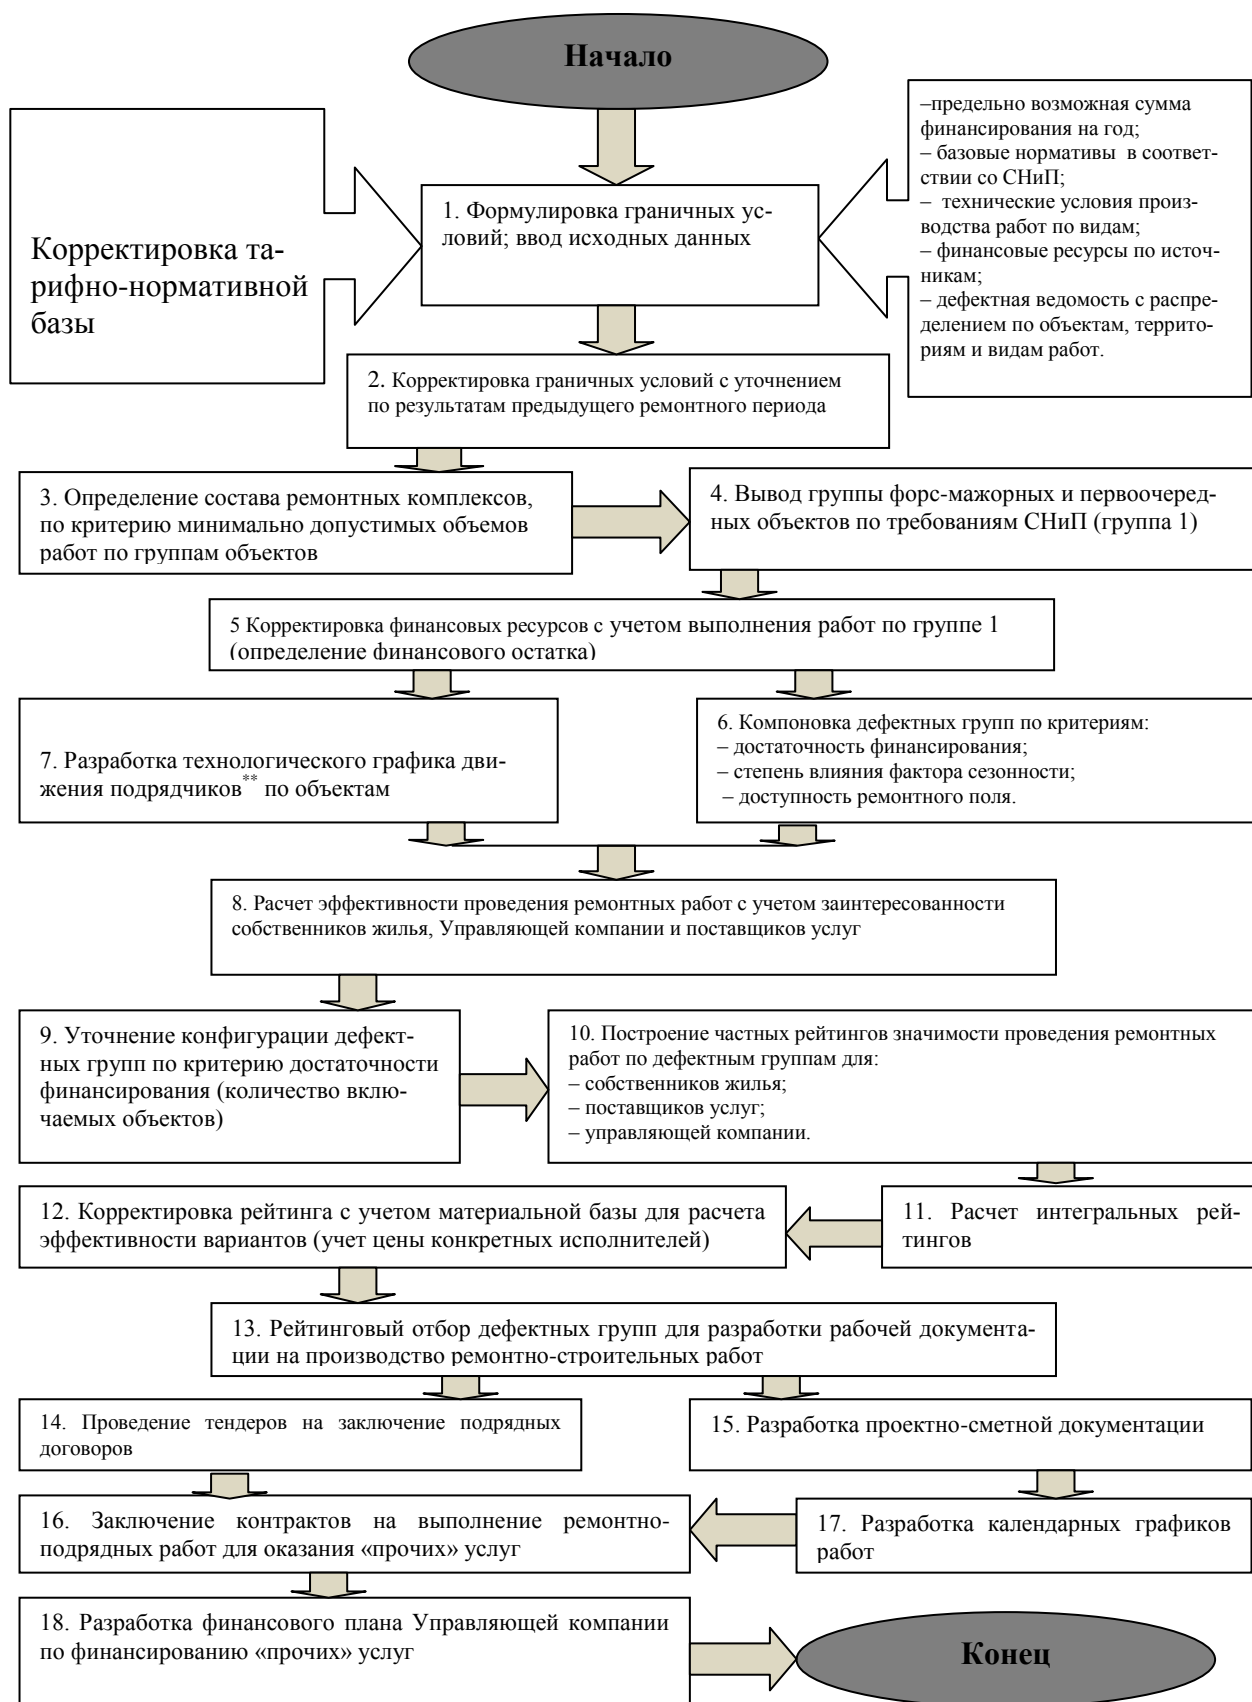 Начало
Корректировка та-
рифно-нормативной
базы
1. Формулировка граничных ус-
ловий; ввод исходных данных
–предельно возможная сумма
финансирования на год;
– базовые нормативы в соответ-
ствии со СНиП;
– технические условия произ-
водства работ по видам;
– финансовые ресурсы по источ-
никам;
– дефектная ведомость с распре-
делением по объектам, террито-
риям и видам работ.
2. Корректировка граничных условий с уточнением
по результатам предыдущего ремонтного периода
3. Определение состава ремонтных комплексов,
по критерию минимально допустимых объемов
работ по группам объектов
4. Вывод группы форс-мажорных и первоочеред-
ных объектов по требованиям СНиП (группа 1)
5 Корректировка финансовых ресурсов с учетом выполнения работ по группе 1
(определение финансового остатка)
7. Разработка технологического графика дви-
жения подрядчиков** по объектам
6. Компоновка дефектных групп по критериям:
– достаточность финансирования;
– степень влияния фактора сезонности;
– доступность ремонтного поля.
8. Расчет эффективности проведения ремонтных работ с учетом заинтересованности
собственников жилья, Управляющей компании и поставщиков услуг
9. Уточнение конфигурации дефект-
ных групп по критерию достаточности
финансирования (количество вклю-
чаемых объектов)
10. Построение частных рейтингов значимости проведения ремонтных
работ по дефектным группам для:
– собственников жилья;
– поставщиков услуг;
– управляющей компании.
12. Корректировка рейтинга с учетом материальной базы для расчета
эффективности вариантов (учет цены конкретных исполнителей)
11. Расчет интегральных рей-
тингов
13. Рейтинговый отбор дефектных групп для разработки рабочей документа-
ции на производство ремонтно-строительных работ
14. Проведение тендеров на заключение подрядных
договоров
15. Разработка проектно-сметной документации
16. Заключение контрактов на выполнение ремонтно-
подрядных работ для оказания «прочих» услуг
17. Разработка календарных графиков
работ
18. Разработка финансового плана Управляющей компании
по финансированию «прочих» услуг
Конец